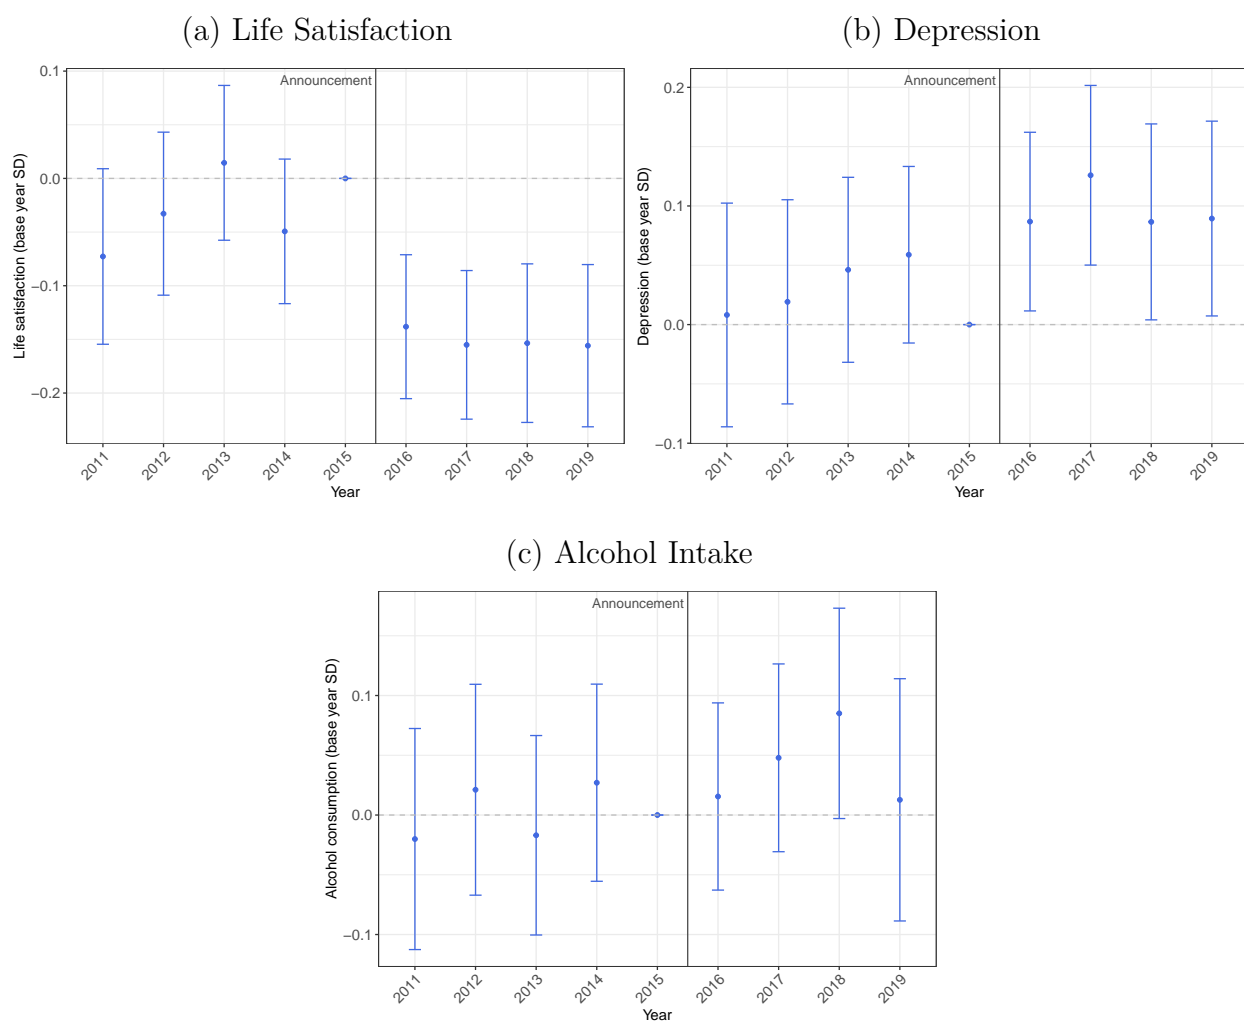 (a) Life Satisfaction
Announcement
0.1
0.0
−0.1
−0.2
Life satisfaction (base year SD)
2011 2012 2013 2014 2015 2016 2017 2018 2019
Year
(b) Depression
Announcement
0.2
0.1
0.0
−0.1
Depression (base year SD)
2011 2012 2013 2014 2015 2016 2017 2018 2019
Year
(c) Alcohol Intake
Announcement
0.1
0.0
−0.1
Alcohol consumption (base year SD)
2011 2012 2013 2014 2015 2016 2017 2018 2019
Year